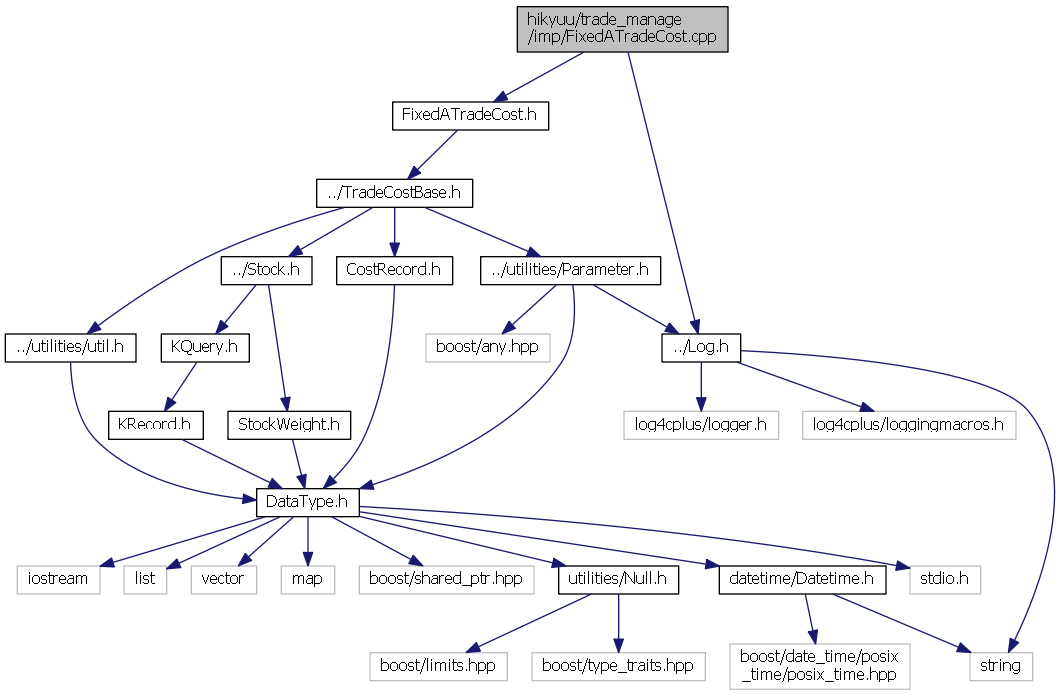 hikyuu/trade_manage
/imp/FixedATradeCost.cpp
FixedATradeCost.h
../TradeCostBase.h
../Stock.h
CostRecord.h
../utilities/Parameter.h
../utilities/util.h
KQuery.h
boost/any.hpp
../Log.h
KRecord.h
StockWeight.h
log4cplus/logger.h
log4cplus/loggingmacros.h
DataType.h
iostream
list
vector
map
boost/shared_ptr.hpp
utilities/Null.h
datetime/Datetime.h
stdio.h
boost/limits.hpp
boost/type_traits.hpp
boost/date_time/posix
_time/posix_time.hpp
string